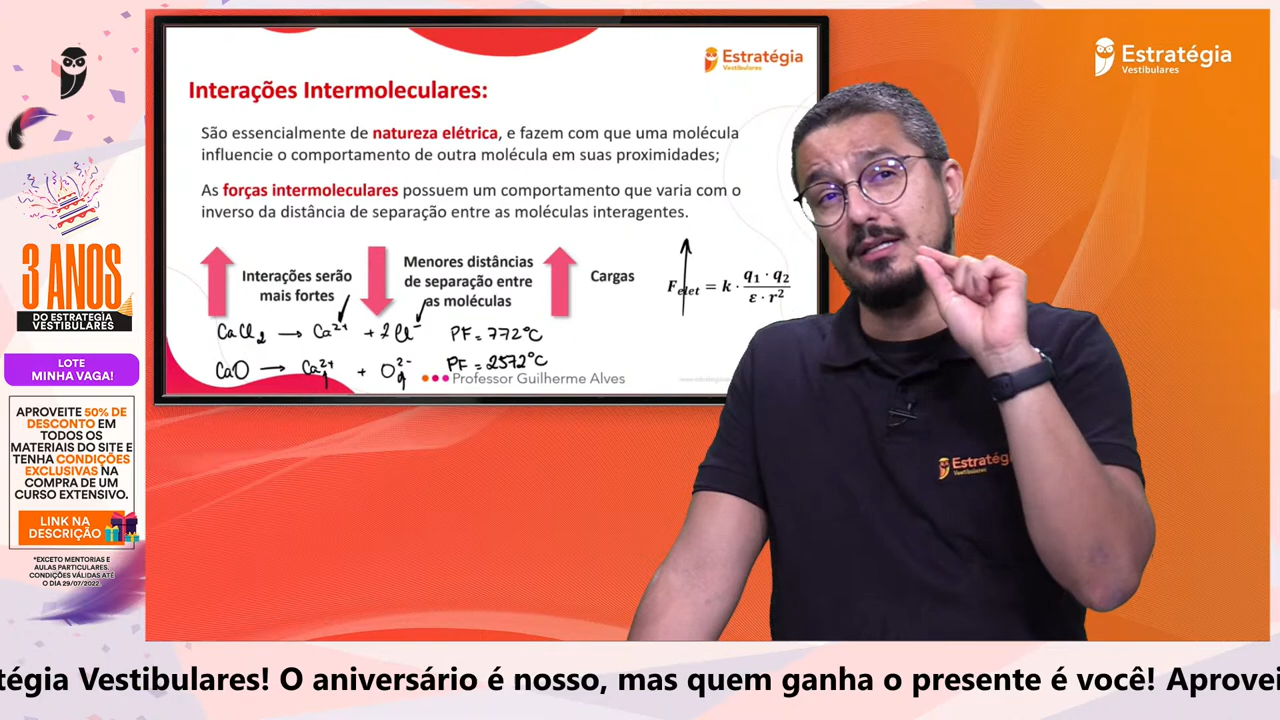 Estratégia
Vestibulares
Interações Intermoleculares:
São essencialmente de natureza elétrica, e fazem com que uma molécula
influencie o comportamento de outra molécula em suas proximidades;
As forças intermoleculares possuem um comportamento que varia com o
inverso da distância de separação entre as moléculas interagentes.
Interações serão
mais fortes
Menores distâncias
de separação entre
as moléculas
Cargas
F elet = k · q₁ · q₂ / ε · r²
CaCl₂ → Ca²⁺ + 2Cl⁻ PF = 772°C
CaO → Ca²⁺ + O²⁻ PF = 2572°C
Professor Guilherme Alves
Estratégia
Vestibulares
3 ANOS
DO ESTRATÉGIA
VESTIBULARES
LOTE
MINHA VAGA!
APROVEITE 50% DE
DESCONTO EM
TODOS OS
MATERIAIS DO SITE E
TENHA CONDIÇÕES
EXCLUSIVAS NA
COMPRA DE UM
CURSO EXTENSIVO.
LINK NA
DESCRIÇÃO
*EXCETO MENTORIAS E
AULAS PARTICULARES.
CONDIÇÕES VÁLIDAS ATÉ
O DIA 29/07/2022.
Estratég
Vestibulares
tégia Vestibulares! O aniversário é nosso, mas quem ganha o presente é você! Aprovei